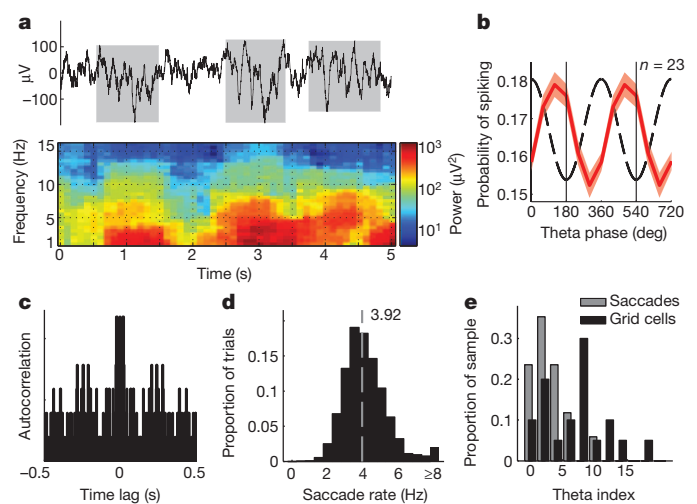 a
100
0
−100
µV
15
10
5
1
Frequency (Hz)
0 1 2 3 4 5
Time (s)
10³
10²
10¹
Power (µV²)
b
n = 23
0.18
0.17
0.16
0.15
Probability of spiking
0 180 360 540 720
Theta phase (deg)
c
Autocorrelation
−0.5 0 0.5
Time lag (s)
d
3.92
0.15
0.1
0.05
0
Proportion of trials
0 2 4 6 ≥8
Saccade rate (Hz)
e
Saccades
Grid cells
0.3
0.2
0.1
0
Proportion of sample
0 5 10 15
Theta index